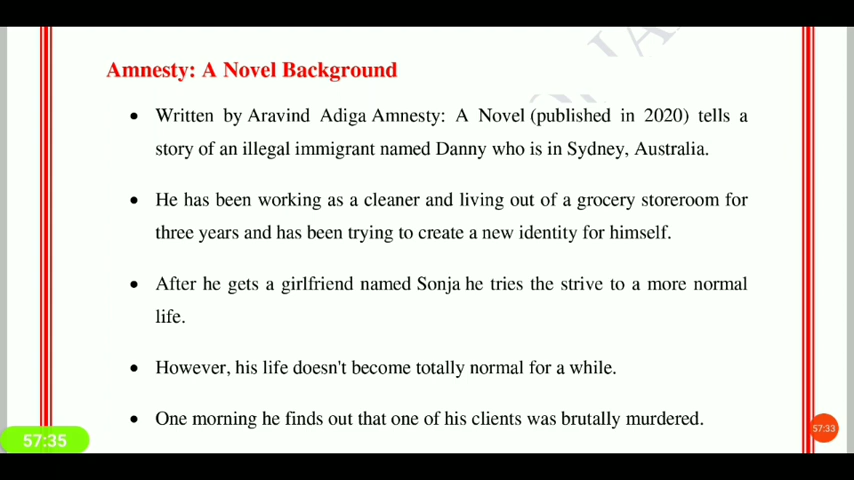 Amnesty: A Novel Background
• Written by Aravind Adiga Amnesty: A Novel (published in 2020) tells a
story of an illegal immigrant named Danny who is in Sydney, Australia.
• He has been working as a cleaner and living out of a grocery storeroom for
three years and has been trying to create a new identity for himself.
• After he gets a girlfriend named Sonja he tries the strive to a more normal
life.
• However, his life doesn't become totally normal for a while.
• One morning he finds out that one of his clients was brutally murdered.
57:35
57:33